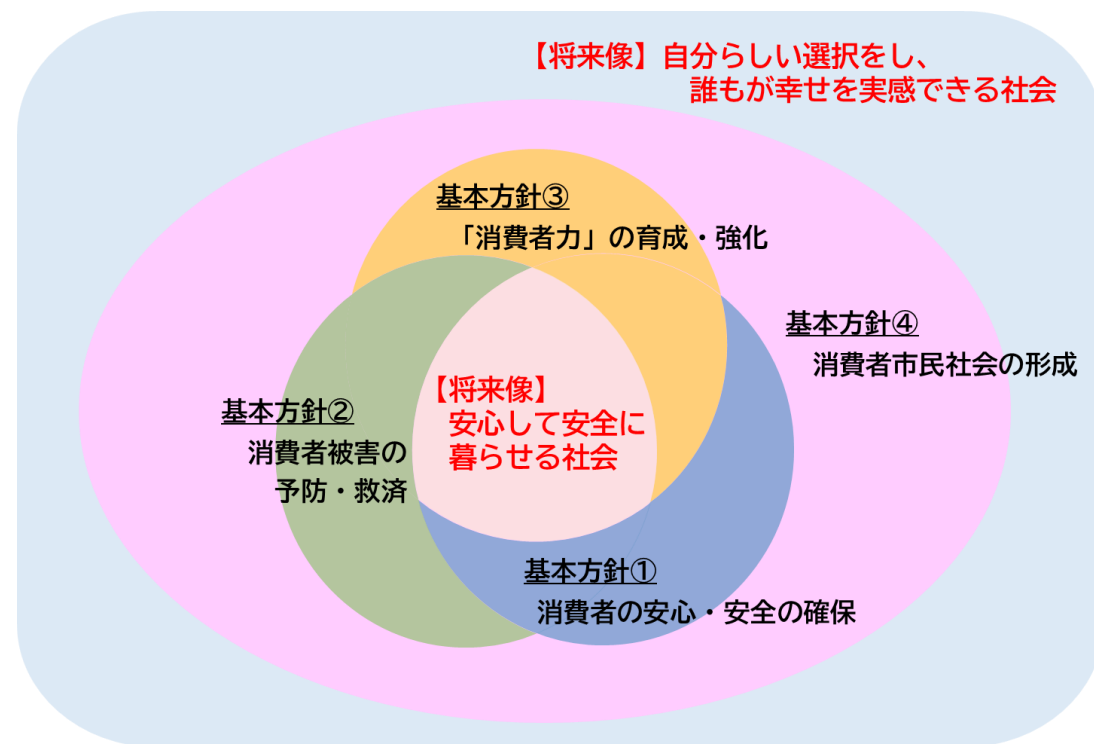 【将来像】自分らしい選択をし、
誰もが幸せを実感できる社会
基本方針③
「消費者力」の育成・強化
基本方針④
消費者市民社会の形成
【将来像】
安心して安全に
暮らせる社会
基本方針②
消費者被害の
予防・救済
基本方針①
消費者の安心・安全の確保